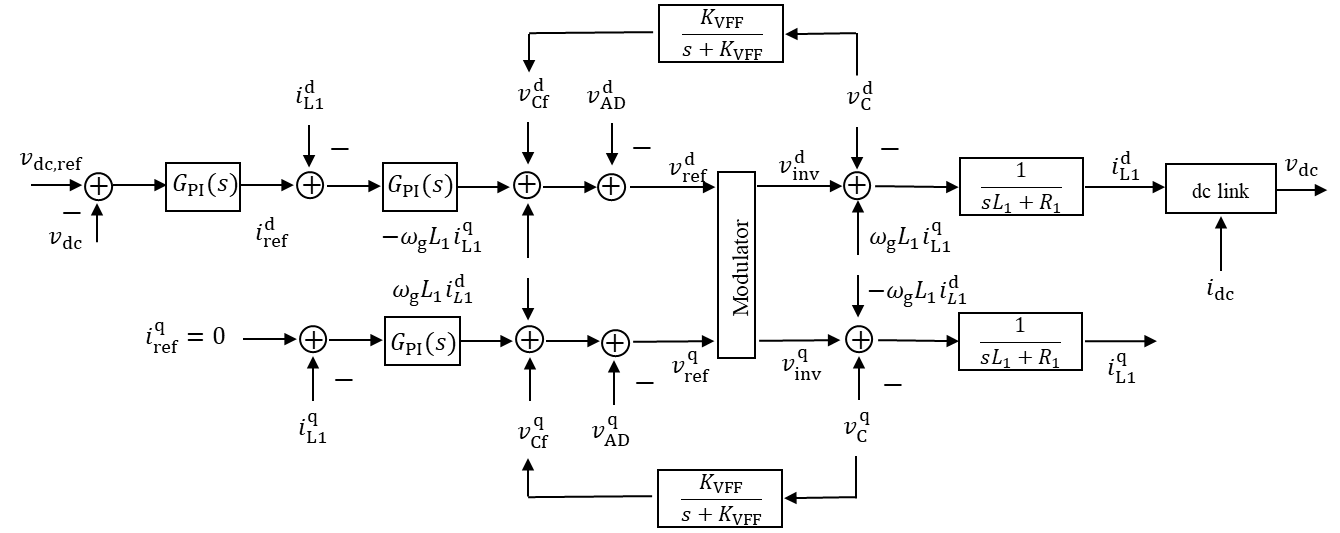 K_VFF
s + K_VFF
i_L1^d
v_Cf^d
v_AD^d
v_C^d
−
−
−
v_dc,ref
+
G_PI(s)
+
G_PI(s)
+
+
v_ref^d
v_inv^d
+
1
sL_1 + R_1
i_L1^d
dc link
v_dc
−
v_dc
i_ref^d
−ω_g L_1 i_L1^q
Modulator
ω_g L_1 i_L1^q
i_dc
ω_g L_1 i_L1^d
−ω_g L_1 i_L1^d
i_ref^q = 0
+
G_PI(s)
+
+
v_ref^q
v_inv^q
+
1
sL_1 + R_1
i_L1^q
−
−
−
i_L1^q
v_Cf^q
v_AD^q
v_C^q
K_VFF
s + K_VFF